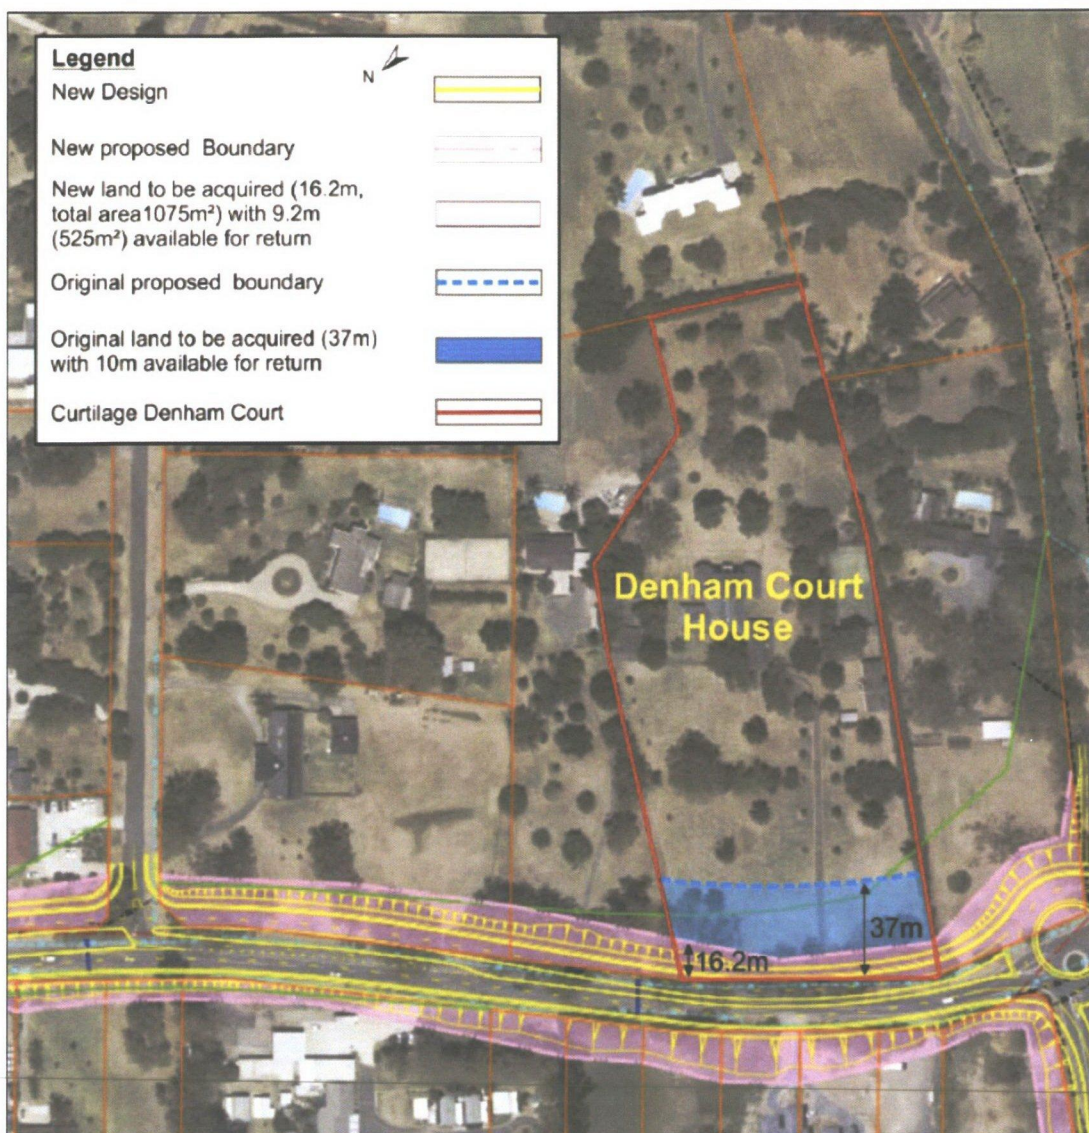 Legend
N
New Design
New proposed Boundary
New land to be acquired (16.2m,
total area1075m²) with 9.2m
(525m²) available for return
Original proposed boundary
Original land to be acquired (37m)
with 10m available for return
Curtilage Denham Court
Denham Court
House
37m
16.2m